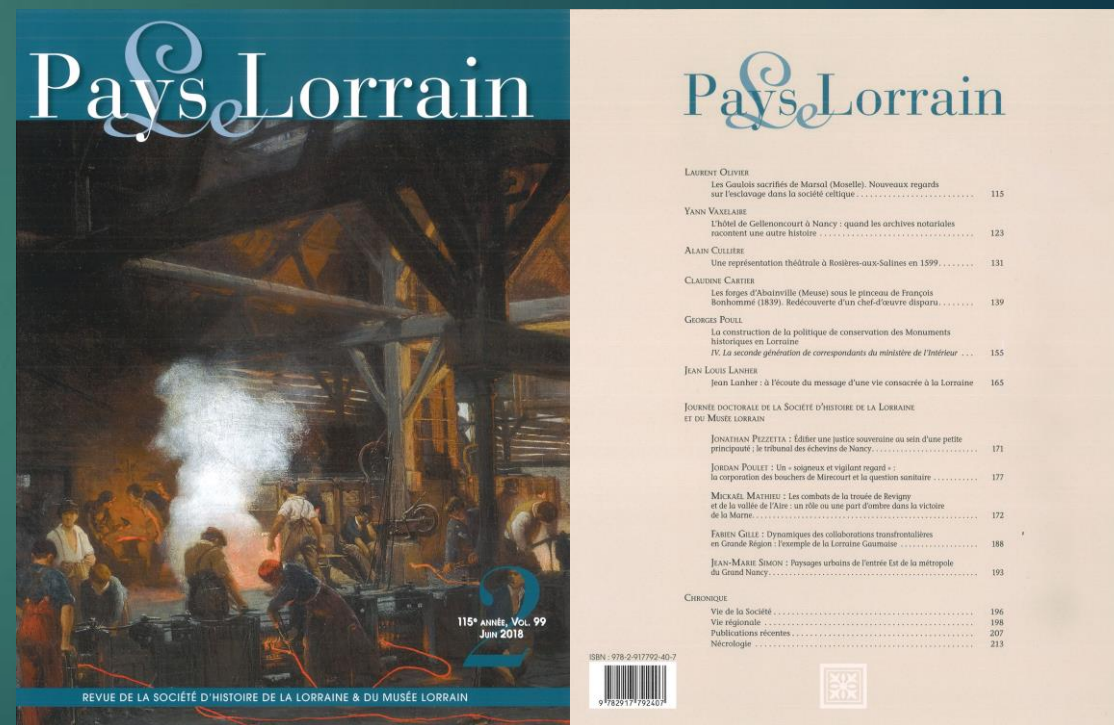 Le Pays Lorrain
2
115e ANNÉE, VOL. 99
JUIN 2018
REVUE DE LA SOCIÉTÉ D'HISTOIRE DE LA LORRAINE & DU MUSÉE LORRAIN
Le Pays Lorrain
LAURENT OLIVIER
Les Gaulois sacrifiés de Marsal (Moselle). Nouveaux regards
sur l'esclavage dans la société celtique 115
YANN VAXELAIRE
L'hôtel de Gellenoncourt à Nancy : quand les archives notariales
racontent une autre histoire 123
ALAIN CULLIÈRE
Une représentation théâtrale à Rosières-aux-Salines en 1599 131
CLAUDINE CARTIER
Les forges d'Abainville (Meuse) sous le pinceau de François
Bonhommé (1839). Redécouverte d'un chef-d'œuvre disparu 139
GEORGES POULL
La construction de la politique de conservation des Monuments
historiques en Lorraine
IV. La seconde génération de correspondants du ministère de l'Intérieur ... 155
JEAN LOUIS LANHER
Jean Lanher : à l'écoute du message d'une vie consacrée à la Lorraine 165
JOURNÉE DOCTORALE DE LA SOCIÉTÉ D'HISTOIRE DE LA LORRAINE
ET DU MUSÉE LORRAIN
JONATHAN PEZZETTA : Édifier une justice souveraine au sein d'une petite
principauté ; le tribunal des échevins de Nancy 171
JORDAN POULET : Un « soigneux et vigilant regard » :
la corporation des bouchers de Mirecourt et la question sanitaire 177
MICKAËL MATHIEU : Les combats de la trouée de Revigny
et de la vallée de l'Aire : un rôle ou une part d'ombre dans la victoire
de la Marne 172
FABIEN GILLE : Dynamiques des collaborations transfrontalières
en Grande Région : l'exemple de la Lorraine Gaumaise 188
JEAN-MARIE SIMON : Paysages urbains de l'entrée Est de la métropole
du Grand Nancy 193
CHRONIQUE
Vie de la Société 196
Vie régionale 198
Publications récentes 207
Nécrologie 213
ISBN : 978-2-917792-40-7
9 782917 792407